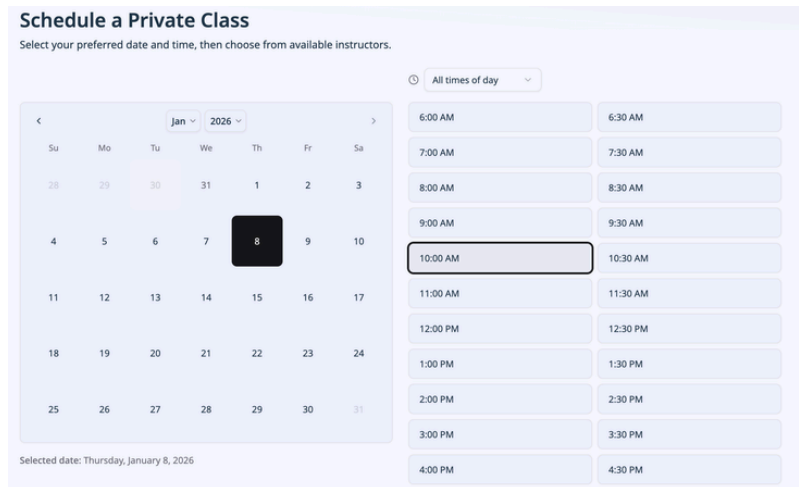 Schedule a Private Class
Select your preferred date and time, then choose from available instructors.
All times of day
Jan 2026
Su Mo Tu We Th Fr Sa
28 29 30 31 1 2 3
4 5 6 7 8 9 10
11 12 13 14 15 16 17
18 19 20 21 22 23 24
25 26 27 28 29 30 31
Selected date: Thursday, January 8, 2026
6:00 AM 6:30 AM
7:00 AM 7:30 AM
8:00 AM 8:30 AM
9:00 AM 9:30 AM
10:00 AM 10:30 AM
11:00 AM 11:30 AM
12:00 PM 12:30 PM
1:00 PM 1:30 PM
2:00 PM 2:30 PM
3:00 PM 3:30 PM
4:00 PM 4:30 PM